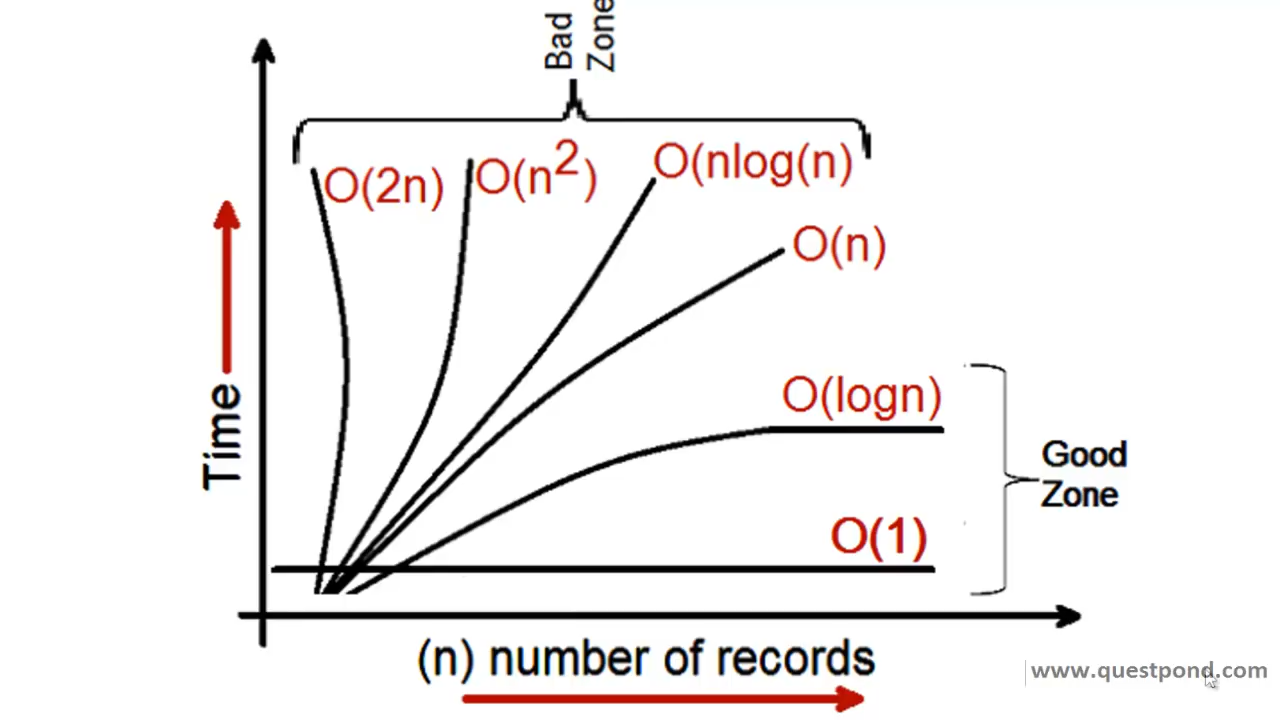 Bad
Zone
O(2n)
O(n²)
O(nlog(n)
O(n)
O(logn)
Good
Zone
O(1)
Time
(n) number of records
www.questpond.com